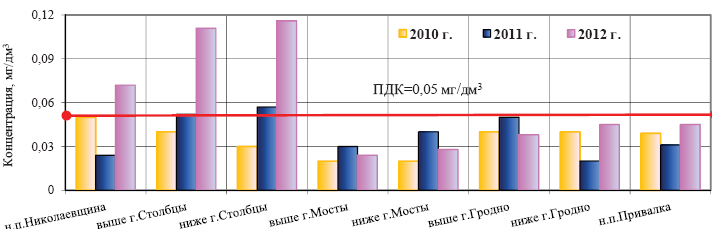 Концентрация, мг/дм³
0,12
0,09
0,06
0,03
0
2010 г.
2011 г.
2012 г.
ПДК=0,05 мг/дм³
н.п.Николаевщина
выше г.Столбцы
ниже г.Столбцы
выше г.Мосты
ниже г.Мосты
выше г.Гродно
ниже г.Гродно
н.п.Привалка